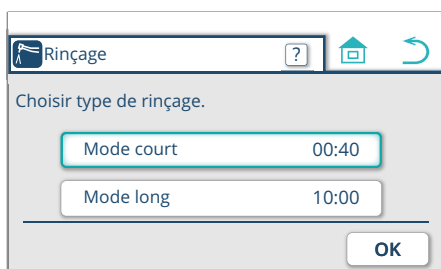 Rinçage ?
Choisir type de rinçage.
Mode court 00:40
Mode long 10:00
OK